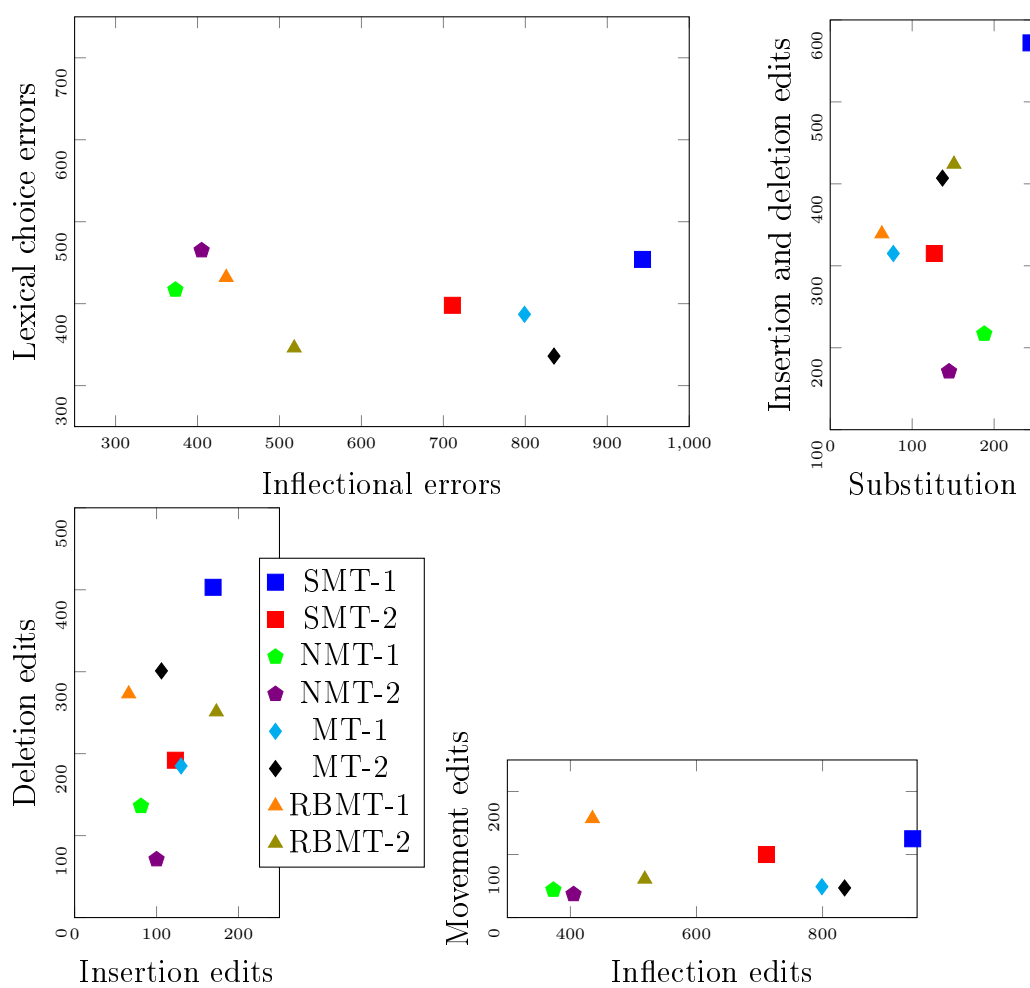 700
600
500
400
300
Lexical choice errors
300 400 500 600 700 800 900 1,000
Inflectional errors
600
500
400
300
200
100
Insertion and deletion edits
0 100 200
Substitution
500
400
300
200
100
0
Deletion edits
100 200
Insertion edits
SMT-1
SMT-2
NMT-1
NMT-2
MT-1
MT-2
RBMT-1
RBMT-2
200
100
Movement edits
400 600 800
Inflection edits